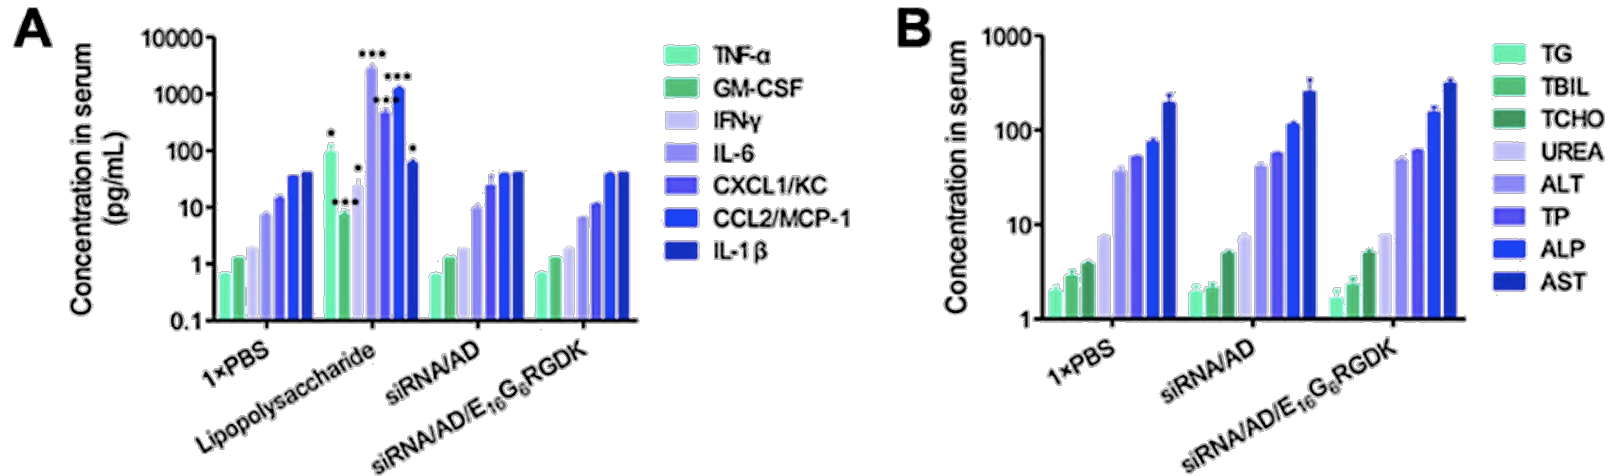 A
Concentration in serum
(pg/mL)
10000
1000
100
10
1
0.1
1×PBS
Lipopolysaccharide
siRNA/AD
siRNA/AD/E₁₆G₆RGDK
TNF-α
GM-CSF
IFN-γ
IL-6
CXCL1/KC
CCL2/MCP-1
IL-1β
B
Concentration in serum
1000
100
10
1
1×PBS
siRNA/AD
siRNA/AD/E₁₆G₆RGDK
TG
TBIL
TCHO
UREA
ALT
TP
ALP
AST